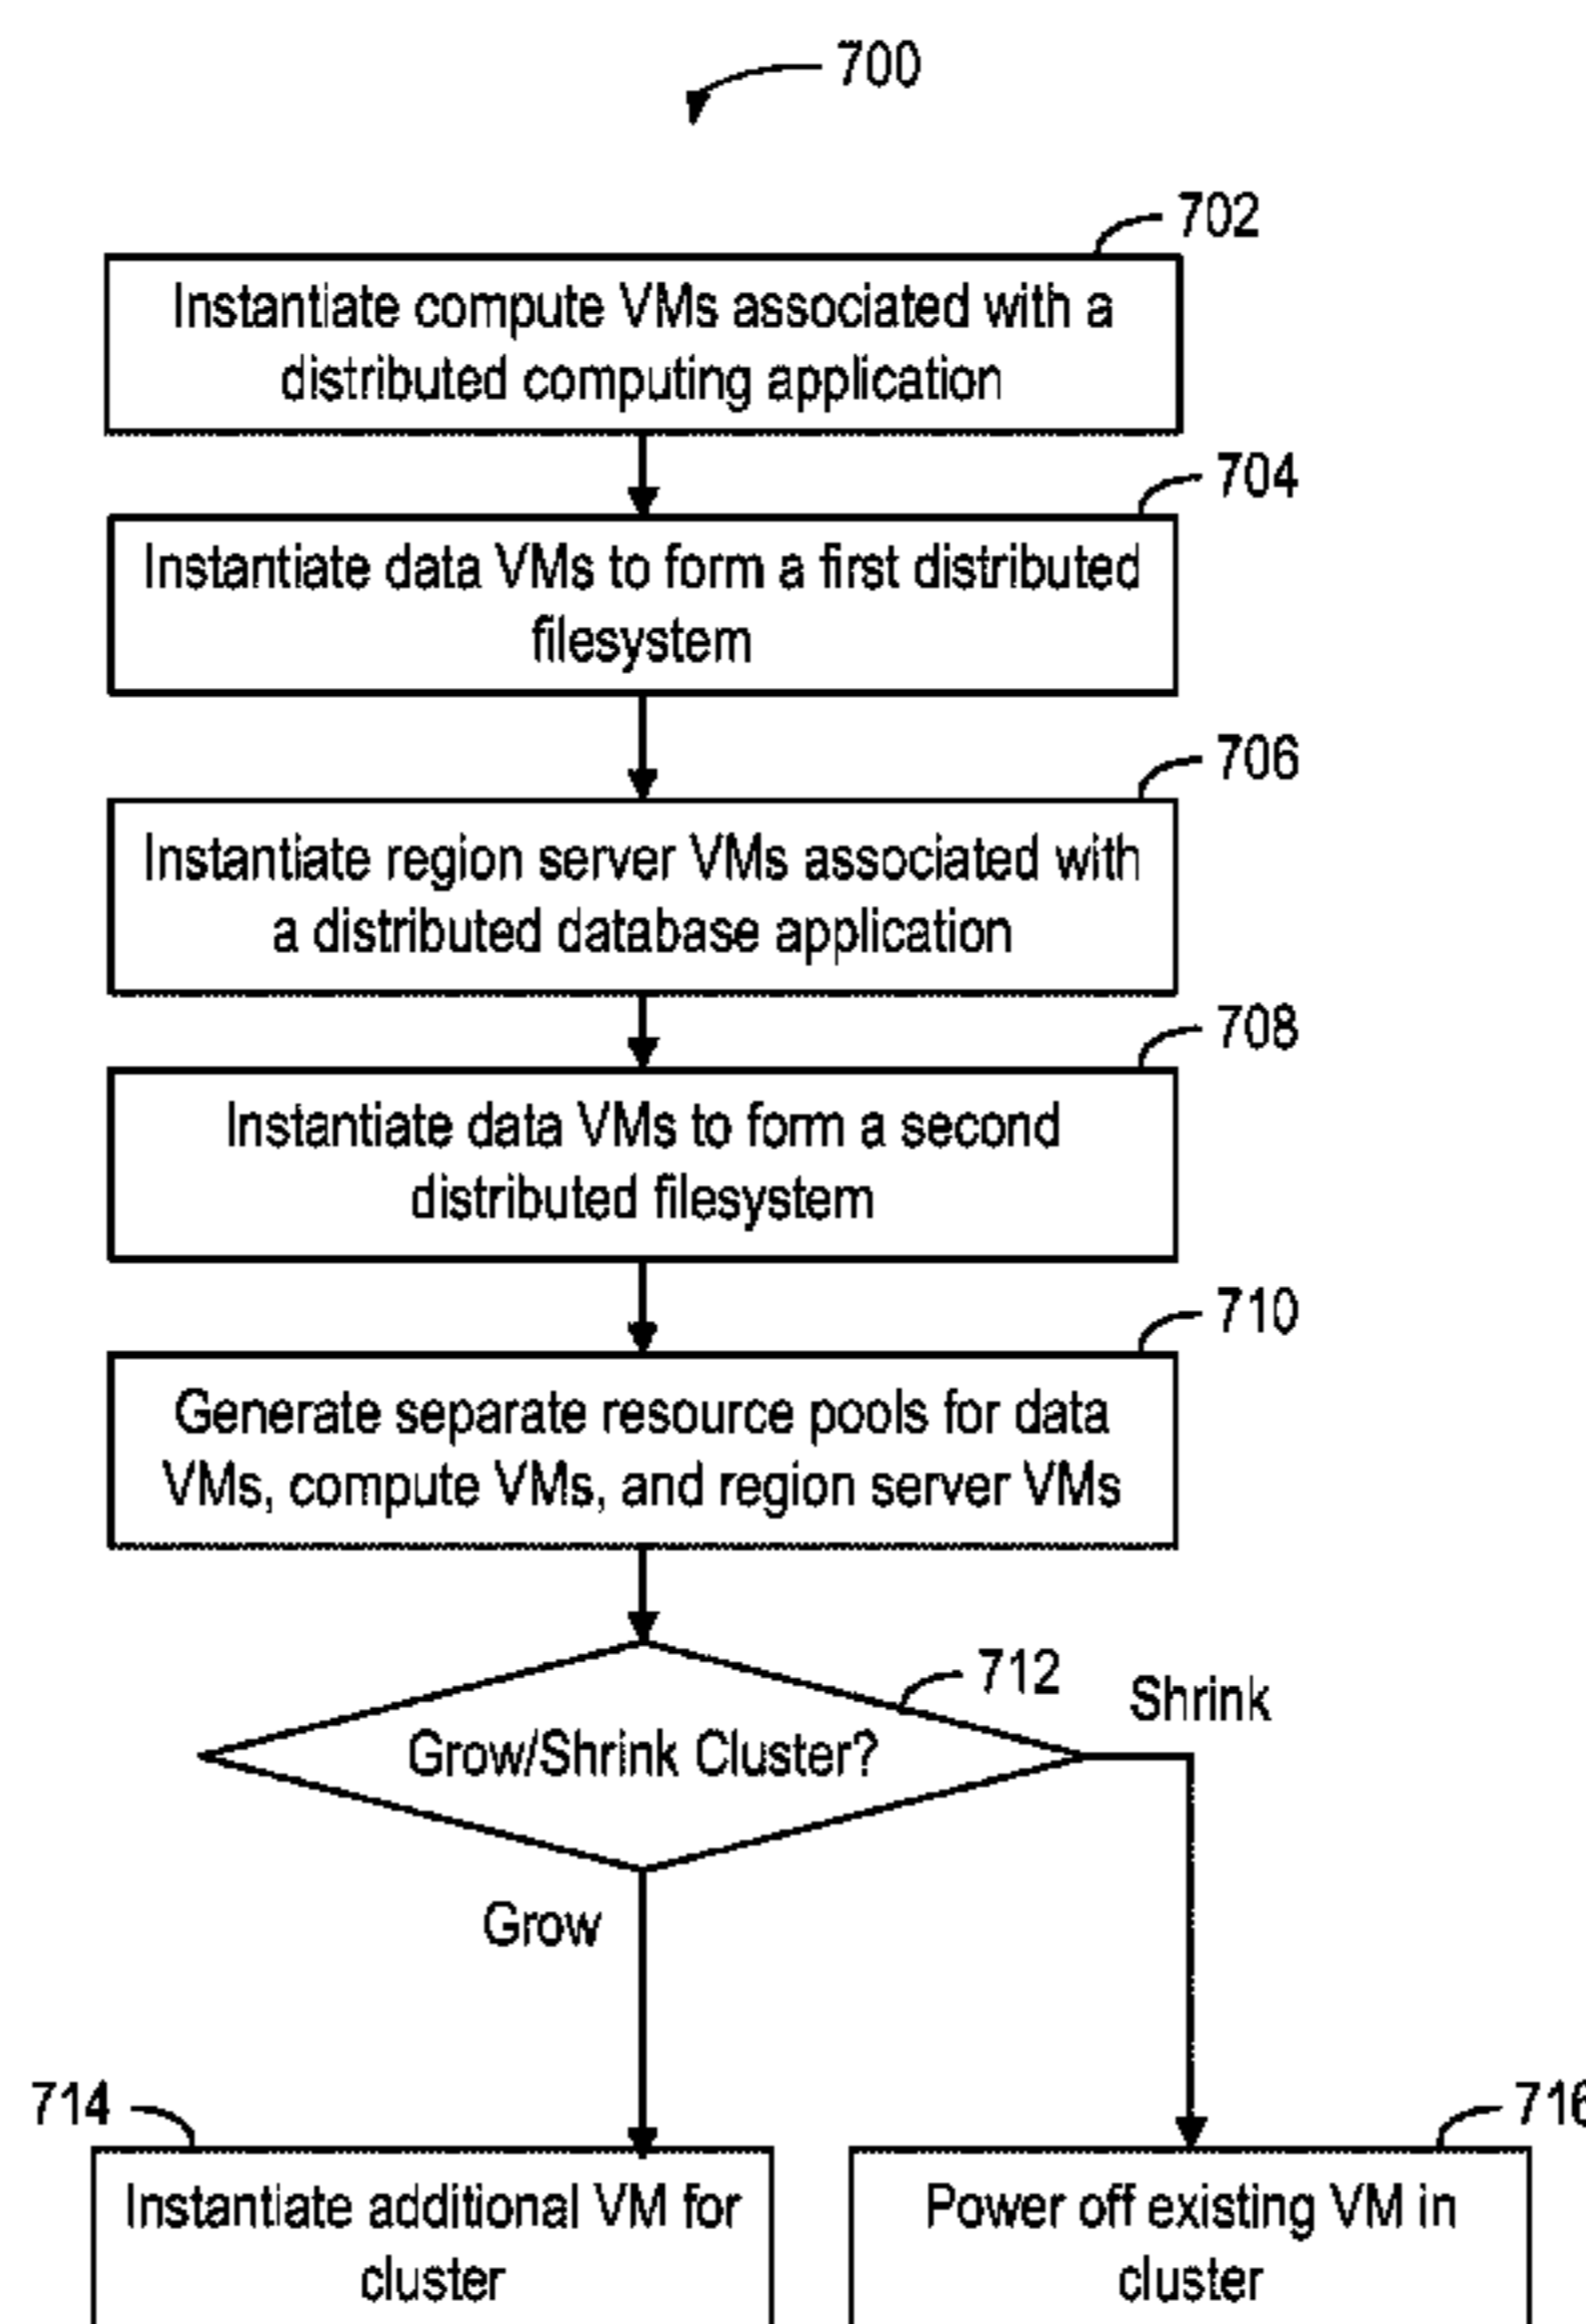 700
702
Instantiate compute VMs associated with a
distributed computing application
704
Instantiate data VMs to form a first distributed
filesystem
706
Instantiate region server VMs associated with
a distributed database application
708
Instantiate data VMs to form a second
distributed filesystem
710
Generate separate resource pools for data
VMs, compute VMs, and region server VMs
712
Shrink
Grow/Shrink Cluster?
Grow
714
716
Instantiate additional VM for
cluster
Power off existing VM in
cluster